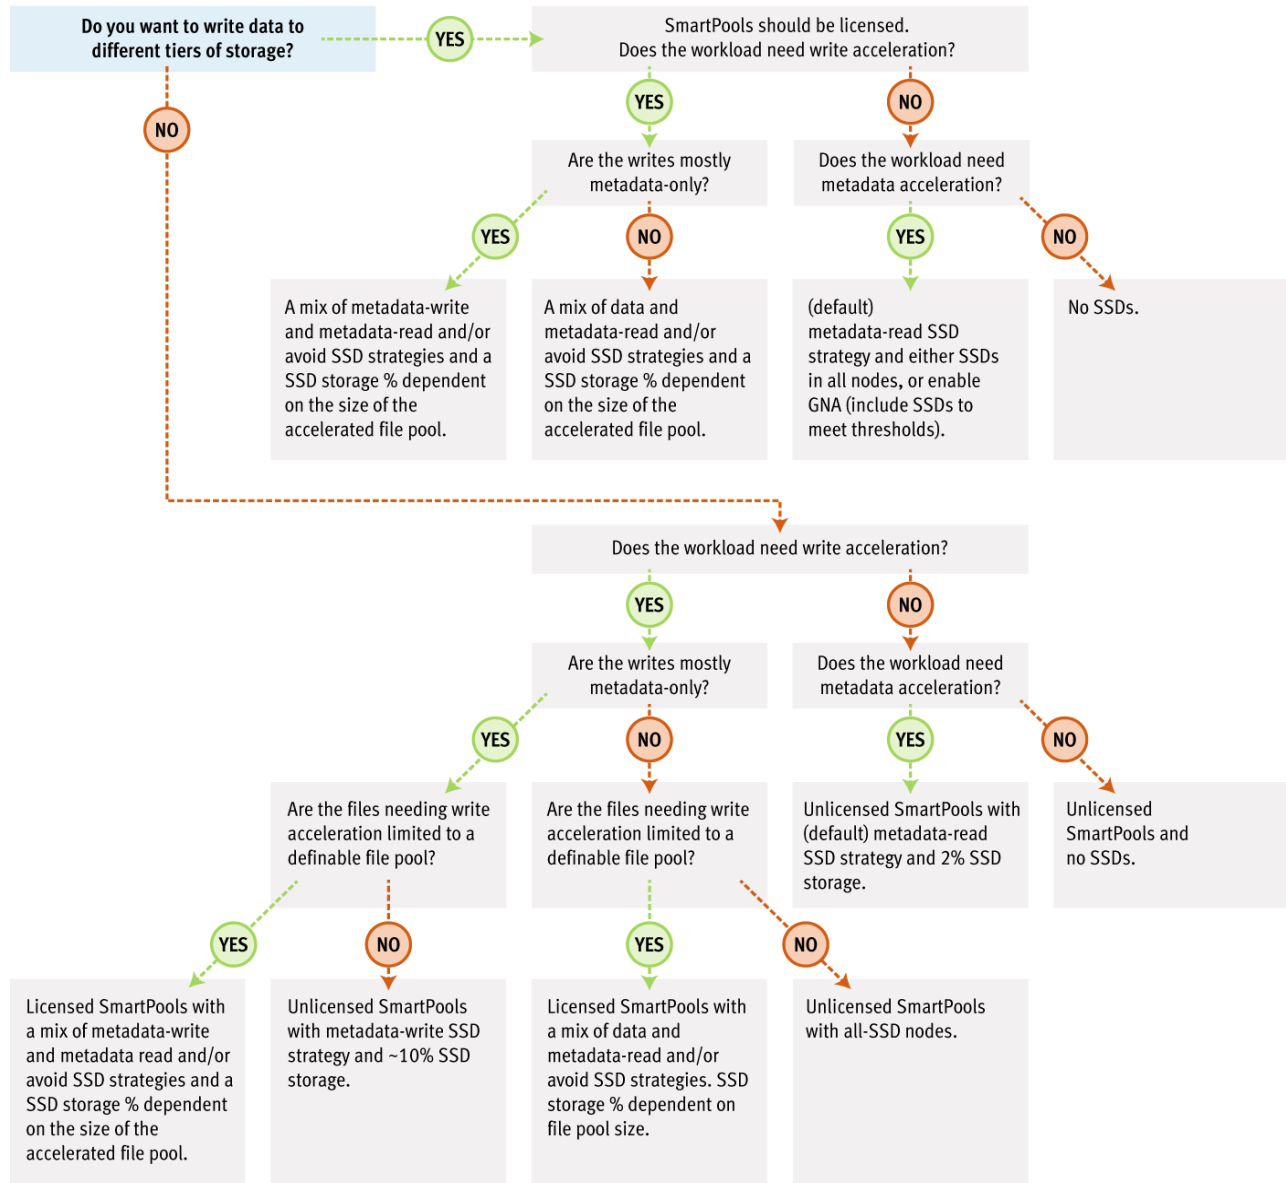 Do you want to write data to
different tiers of storage?
YES
SmartPools should be licensed.
Does the workload need write acceleration?
NO
YES
NO
Are the writes mostly
metadata-only?
Does the workload need
metadata acceleration?
YES
NO
YES
NO
A mix of metadata-write
and metadata-read and/or
avoid SSD strategies and a
SSD storage % dependent
on the size of the
accelerated file pool.
A mix of data and
metadata-read and/or
avoid SSD strategies and a
SSD storage % dependent
on the size of the
accelerated file pool.
(default)
metadata-read SSD
strategy and either SSDs
in all nodes, or enable
GNA (include SSDs to
meet thresholds).
No SSDs.
Does the workload need write acceleration?
YES
NO
Are the writes mostly
metadata-only?
Does the workload need
metadata acceleration?
YES
NO
YES
NO
Are the files needing write
acceleration limited to a
definable file pool?
Are the files needing write
acceleration limited to a
definable file pool?
Unlicensed SmartPools with
(default) metadata-read
SSD strategy and 2% SSD
storage.
Unlicensed
SmartPools and
no SSDs.
YES
NO
YES
NO
Licensed SmartPools with
a mix of metadata-write
and metadata read and/or
avoid SSD strategies and a
SSD storage % dependent
on the size of the
accelerated file pool.
Unlicensed SmartPools
with metadata-write SSD
strategy and ~10% SSD
storage.
Licensed SmartPools with
a mix of data and
metadata-read and/or
avoid SSD strategies. SSD
storage % dependent on
file pool size.
Unlicensed SmartPools
with all-SSD nodes.